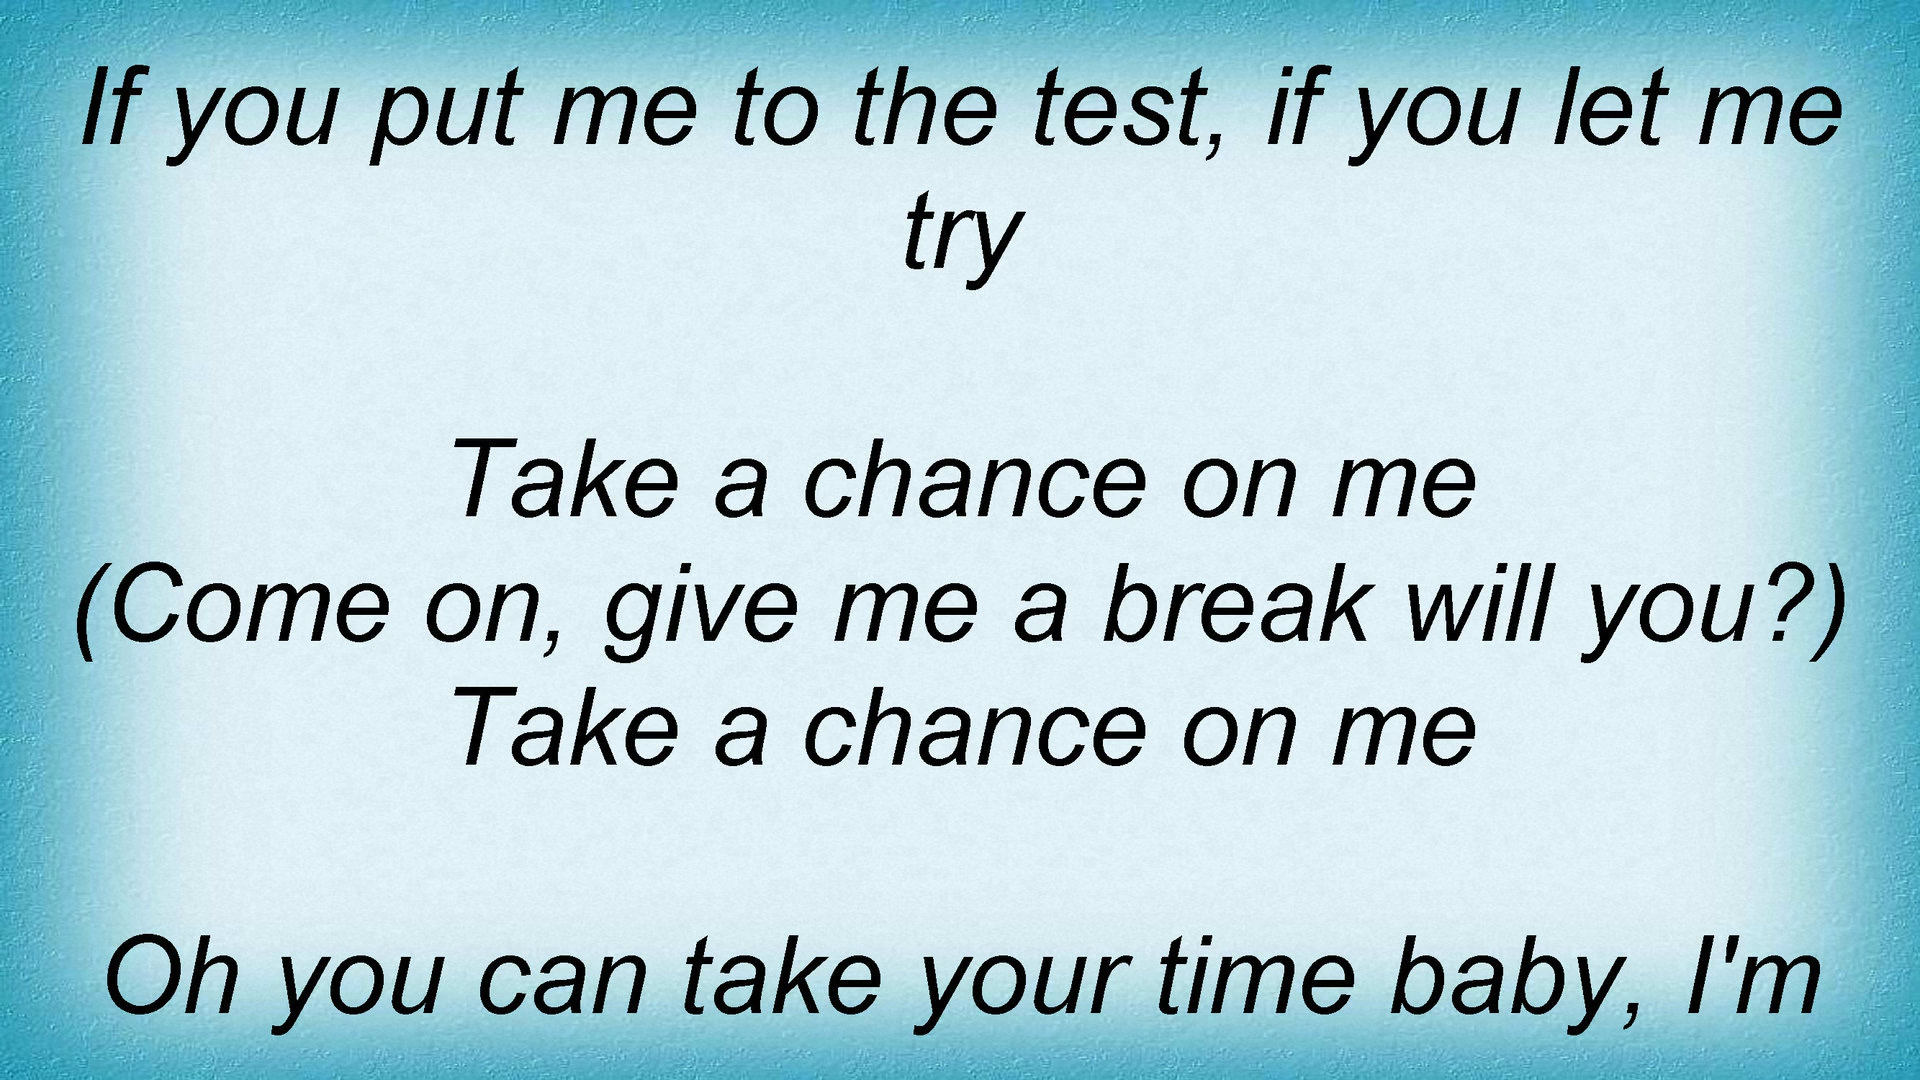 If you put me to the test, if you let me
try
Take a chance on me
(Come on, give me a break will you?)
Take a chance on me
Oh you can take your time baby, I'm